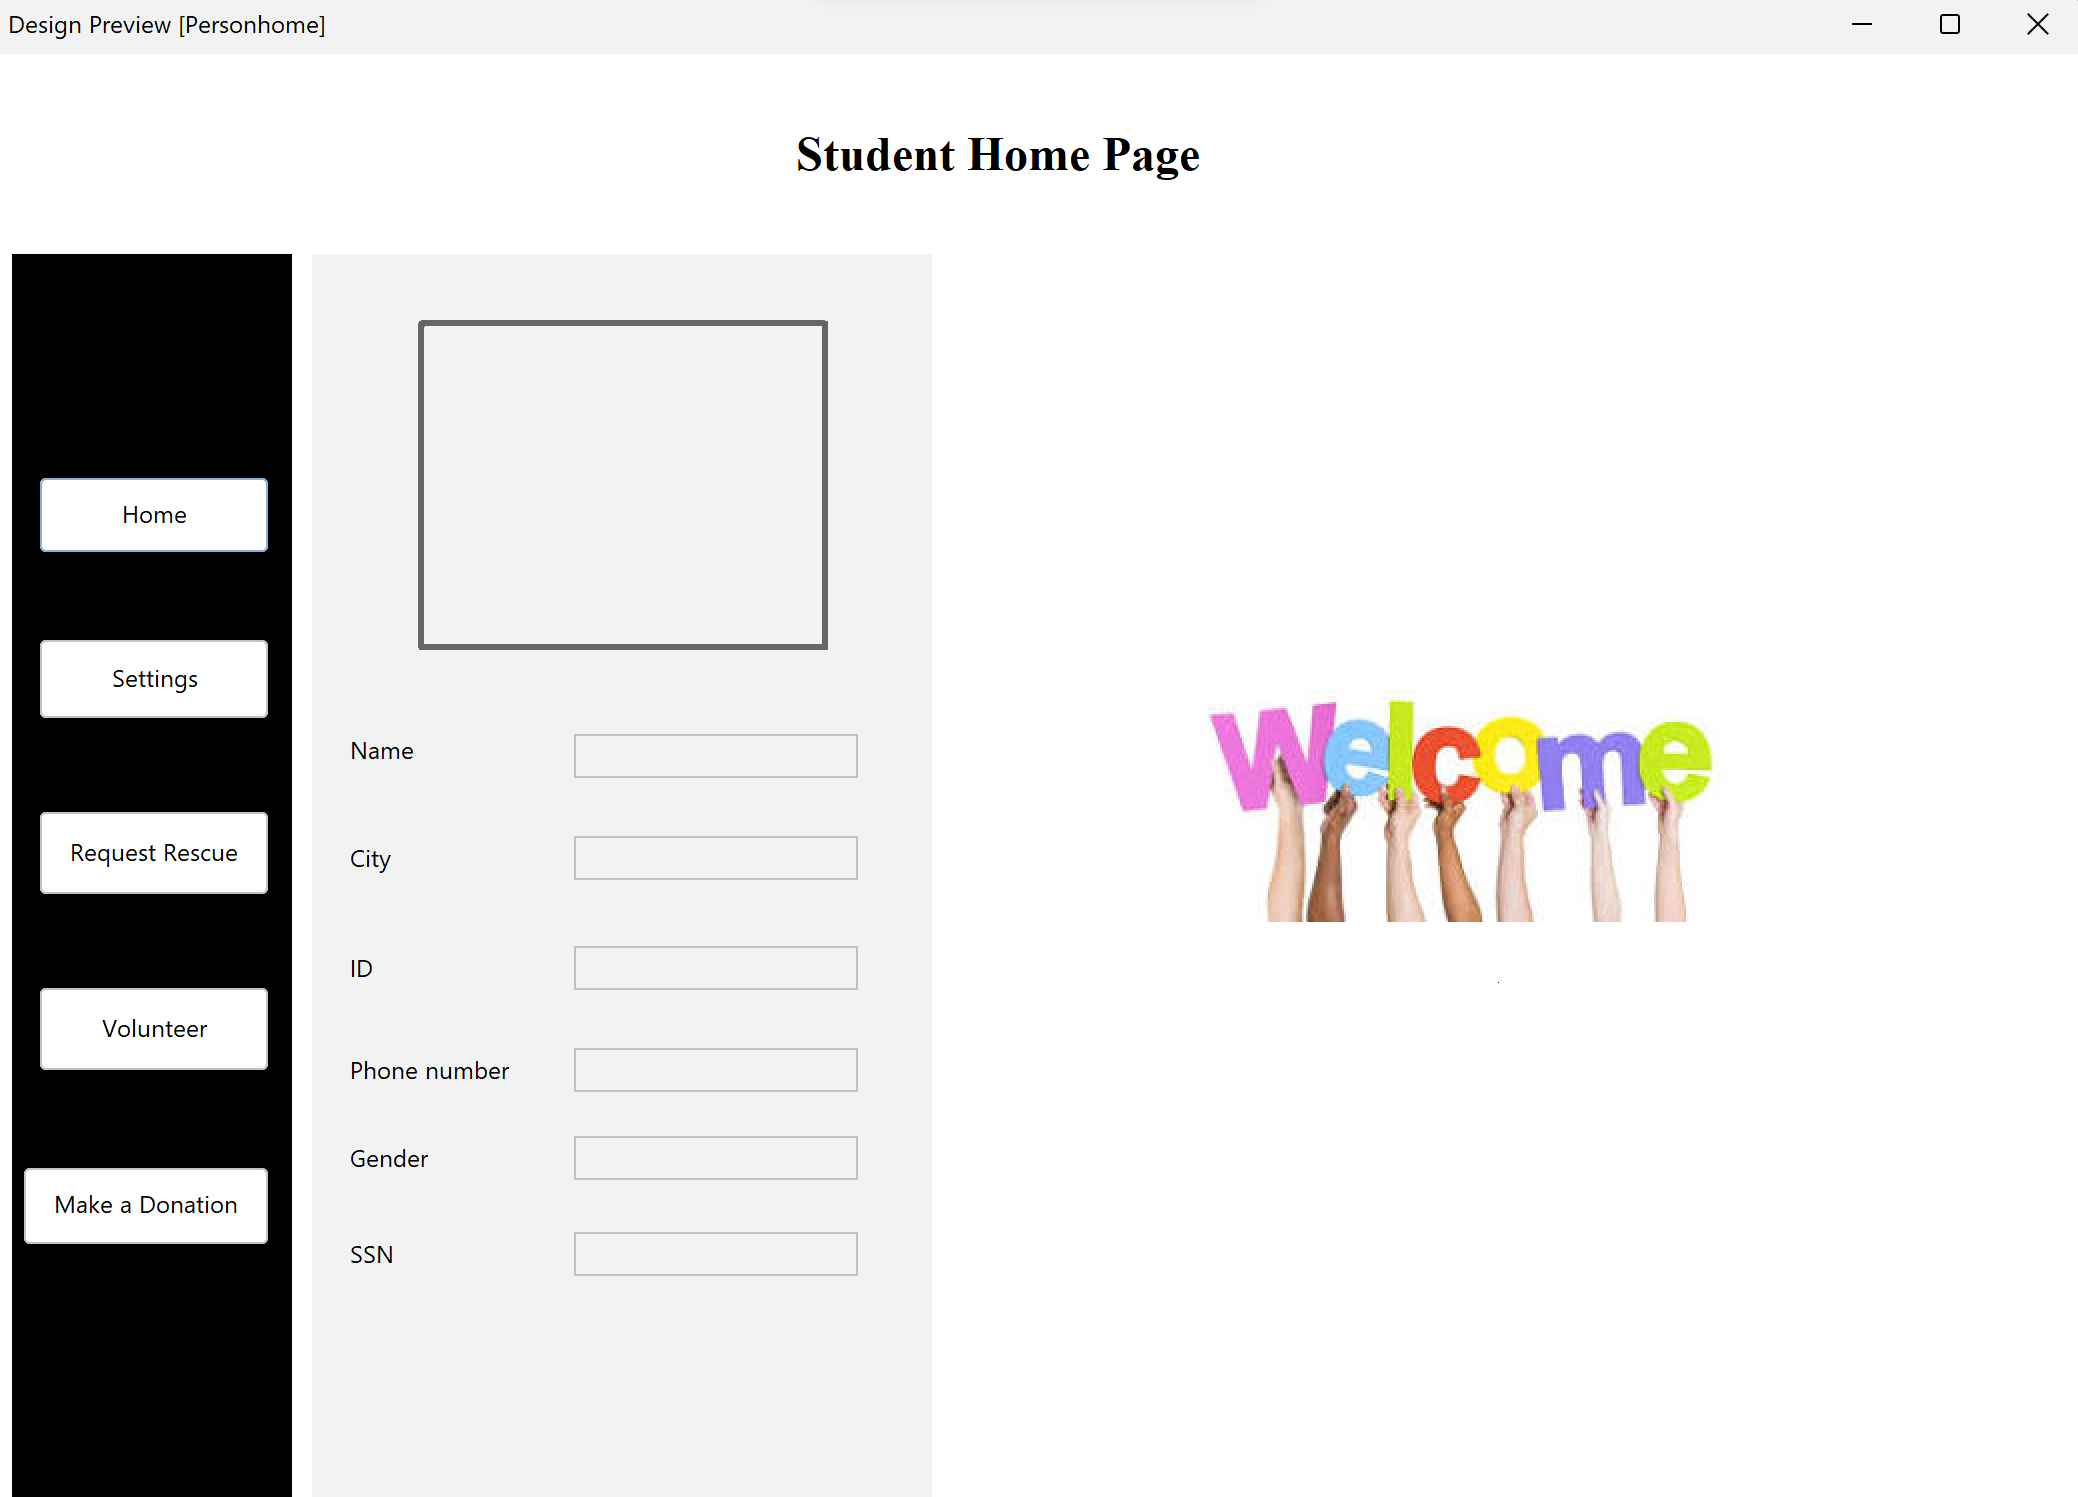 Design Preview [Personhome]
Student Home Page
Home
Settings
Request Rescue
Volunteer
Make a Donation
Name
City
ID
Phone number
Gender
SSN
Welcome